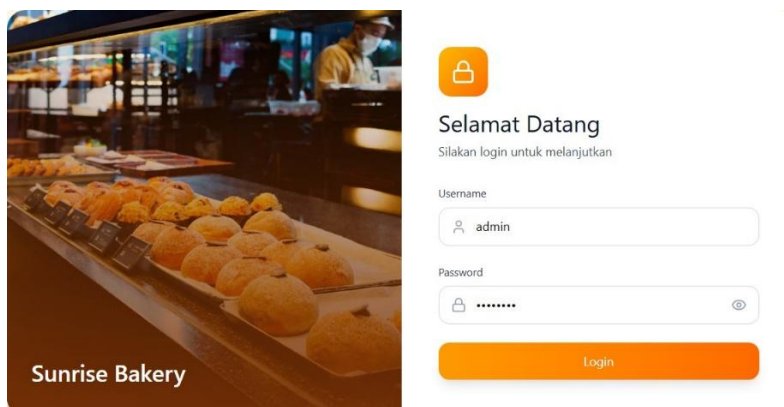 Sunrise Bakery
Selamat Datang
Silakan login untuk melanjutkan
Username
admin
Password
••••••••
Login